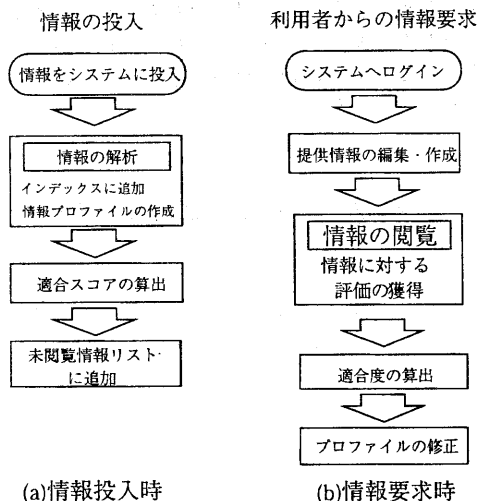 情報の投入
情報をシステムに投入
情報の解析
インデックスに追加
情報プロファイルの作成
適合スコアの算出
未閲覧情報リスト
に追加
(a)情報投入時
利用者からの情報要求
システムへログイン
提供情報の編集・作成
情報の閲覧
情報に対する
評価の獲得
適合度の算出
プロファイルの修正
(b)情報要求時